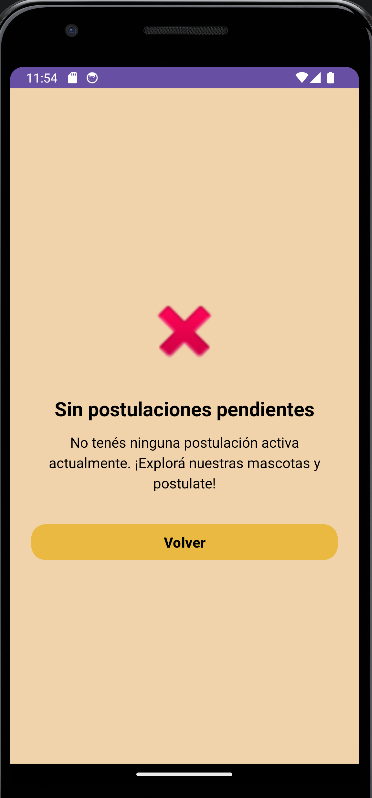 11:54
Sin postulaciones pendientes
No tenés ninguna postulación activa
actualmente. ¡Explorá nuestras mascotas y
postulate!
Volver